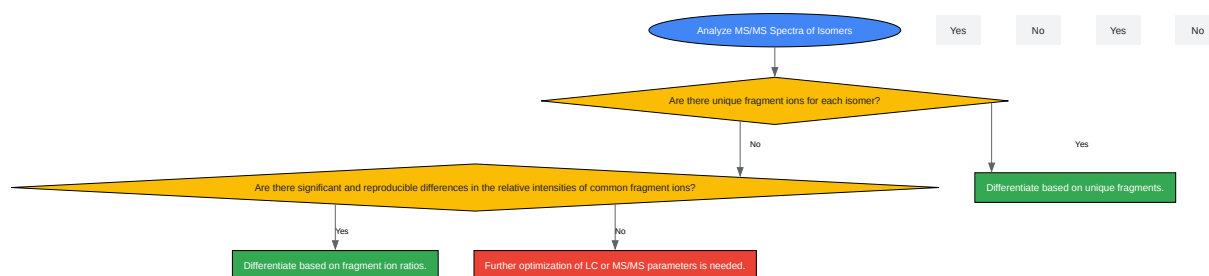 Analyze MS/MS Spectra of Isomers
Yes
No
Yes
No
Are there unique fragment ions for each isomer?
No
Yes
Are there significant and reproducible differences in the relative intensities of common fragment ions?
Differentiate based on unique fragments.
Yes
No
Differentiate based on fragment ion ratios.
Further optimization of LC or MS/MS parameters is needed.